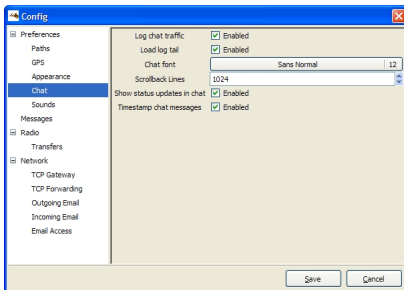 Config
Preferences
Paths
GPS
Appearance
Chat
Sounds
Messages
Radio
Transfers
Network
TCP Gateway
TCP Forwarding
Outgoing Email
Incoming Email
Email Access
Log chat traffic Enabled
Load log tail Enabled
Chat font Sans Normal 12
Scrollback Lines 1024
Show status updates in chat Enabled
Timestamp chat messages Enabled
Save Cancel